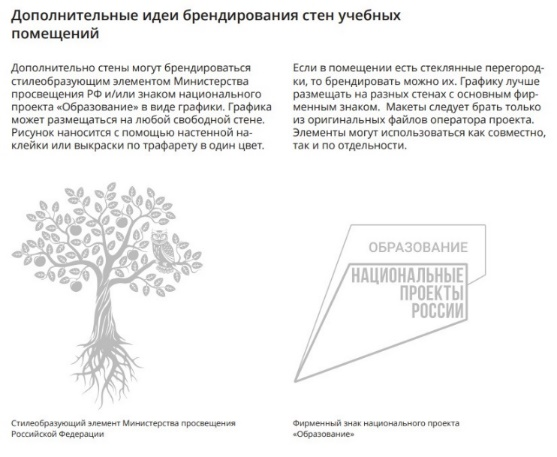 Дополнительные идеи брендирования стен учебных
помещений
Дополнительно стены могут брендироваться
стилеобразующим элементом Министерства
просвещения РФ и/или знаком национального
проекта «Образование» в виде графики. Графика
может размещаться на любой свободной стене.
Рисунок наносится с помощью настенной на-
клейки или выкраски по трафарету в один цвет.
Если в помещении есть стеклянные перегород-
ки, то брендировать можно их. Графику лучше
размещать на разных стенах с основным фир-
менным знаком. Макеты следует брать только
из оригинальных файлов оператора проекта.
Элементы могут использоваться как совместно,
так и по отдельности.
ОБРАЗОВАНИЕ
НАЦИОНАЛЬНЫЕ
ПРОЕКТЫ
РОССИИ
Стилеобразующий элемент Министерства просвещения
Российской Федерации
Фирменный знак национального проекта
«Образование»